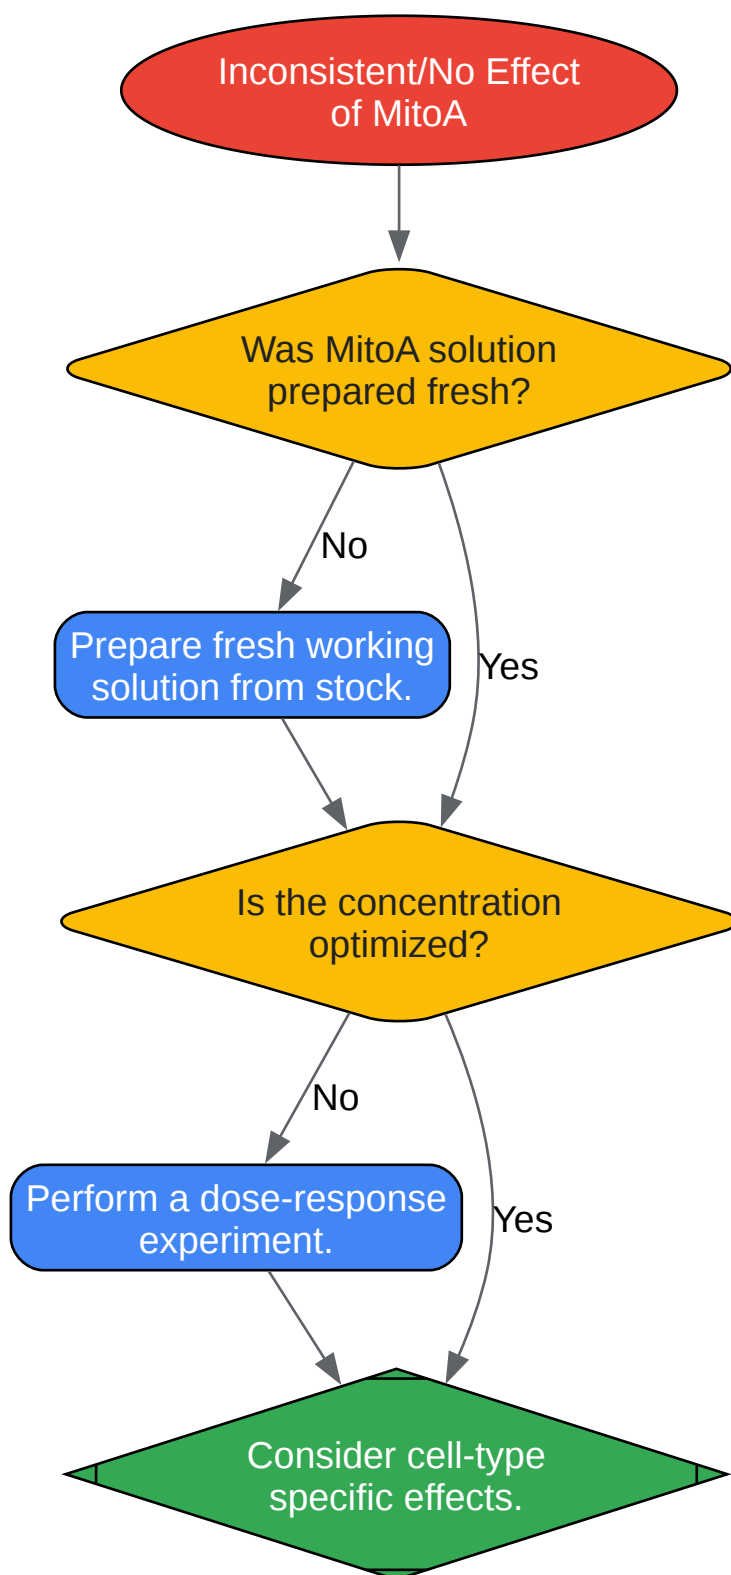 Inconsistent/No Effect
of MitoA
Was MitoA solution
prepared fresh?
No
Prepare fresh working
solution from stock.
Yes
Is the concentration
optimized?
No
Perform a dose-response
experiment.
Yes
Consider cell-type
specific effects.